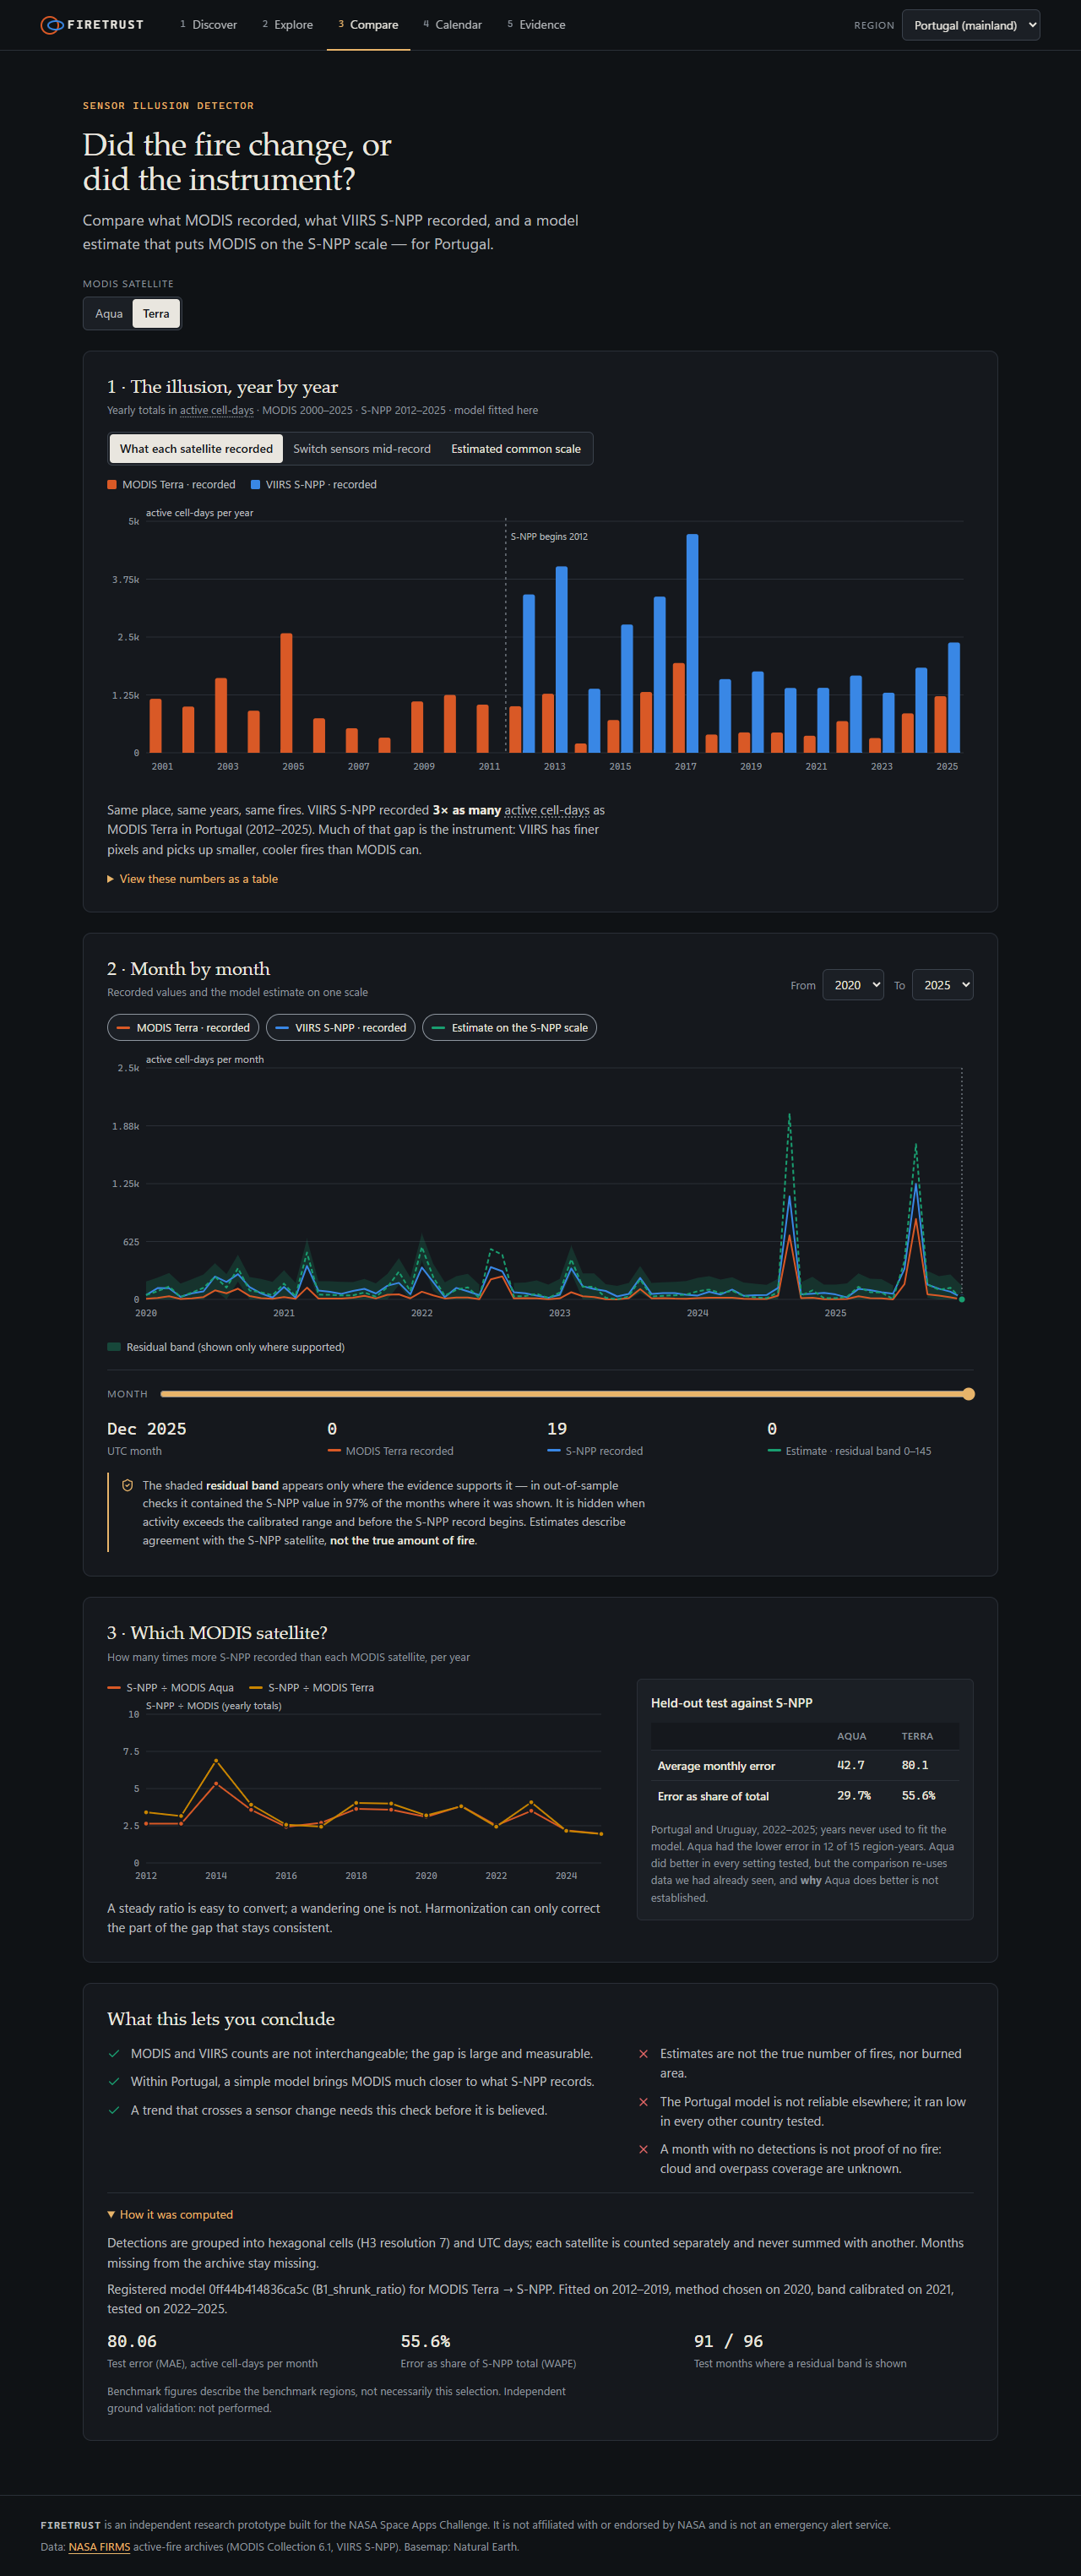 FIRETRUST
1 Discover
2 Explore
3 Compare
4 Calendar
5 Evidence
REGION
Portugal (mainland)
SENSOR ILLUSION DETECTOR
Did the fire change, or
did the instrument?
Compare what MODIS recorded, what VIIRS S-NPP recorded, and a model
estimate that puts MODIS on the S-NPP scale — for Portugal.
MODIS SATELLITE
Aqua
Terra
1 · The illusion, year by year
Yearly totals in active cell-days · MODIS 2000–2025 · S-NPP 2012–2025 · model fitted here
What each satellite recorded
Switch sensors mid-record
Estimated common scale
MODIS Terra · recorded
VIIRS S-NPP · recorded
active cell-days per year
5k
S-NPP begins 2012
3.75k
2.5k
1.25k
0
2001 2003 2005 2007 2009 2011 2013 2015 2017 2019 2021 2023 2025
Same place, same years, same fires. VIIRS S-NPP recorded 3× as many active cell-days as
MODIS Terra in Portugal (2012–2025). Much of that gap is the instrument: VIIRS has finer
pixels and picks up smaller, cooler fires than MODIS can.
▶ View these numbers as a table
2 · Month by month
Recorded values and the model estimate on one scale
From 2020 To 2025
MODIS Terra · recorded
VIIRS S-NPP · recorded
Estimate on the S-NPP scale
active cell-days per month
2.5k
1.88k
1.25k
625
0
2020 2021 2022 2023 2024 2025
Residual band (shown only where supported)
MONTH
Dec 2025
UTC month
0
MODIS Terra recorded
19
S-NPP recorded
0
Estimate · residual band 0–145
The shaded residual band appears only where the evidence supports it — in out-of-sample
checks it contained the S-NPP value in 97% of the months where it was shown. It is hidden when
activity exceeds the calibrated range and before the S-NPP record begins. Estimates describe
agreement with the S-NPP satellite, not the true amount of fire.
3 · Which MODIS satellite?
How many times more S-NPP recorded than each MODIS satellite, per year
S-NPP ÷ MODIS Aqua
S-NPP ÷ MODIS Terra
S-NPP ÷ MODIS (yearly totals)
10
7.5
5
2.5
0
2012 2014 2016 2018 2020 2022 2024
A steady ratio is easy to convert; a wandering one is not. Harmonization can only correct
the part of the gap that stays consistent.
Held-out test against S-NPP
AQUA TERRA
Average monthly error 42.7 80.1
Error as share of total 29.7% 55.6%
Portugal and Uruguay, 2022–2025; years never used to fit the
model. Aqua had the lower error in 12 of 15 region-years. Aqua
did better in every setting tested, but the comparison re-uses
data we had already seen, and why Aqua does better is not
established.
What this lets you conclude
MODIS and VIIRS counts are not interchangeable; the gap is large and measurable.
Within Portugal, a simple model brings MODIS much closer to what S-NPP records.
A trend that crosses a sensor change needs this check before it is believed.
Estimates are not the true number of fires, nor burned
area.
The Portugal model is not reliable elsewhere; it ran low
in every other country tested.
A month with no detections is not proof of no fire:
cloud and overpass coverage are unknown.
▼ How it was computed
Detections are grouped into hexagonal cells (H3 resolution 7) and UTC days; each satellite is counted separately and never summed with another. Months
missing from the archive stay missing.
Registered model 0ff44b414836ca5c (B1_shrunk_ratio) for MODIS Terra → S-NPP. Fitted on 2012–2019, method chosen on 2020, band calibrated on 2021,
tested on 2022–2025.
80.06
Test error (MAE), active cell-days per month
55.6%
Error as share of S-NPP total (WAPE)
91 / 96
Test months where a residual band is shown
Benchmark figures describe the benchmark regions, not necessarily this selection. Independent
ground validation: not performed.
FIRETRUST is an independent research prototype built for the NASA Space Apps Challenge. It is not affiliated with or endorsed by NASA and is not an emergency alert service.
Data: NASA FIRMS active-fire archives (MODIS Collection 6.1, VIIRS S-NPP). Basemap: Natural Earth.